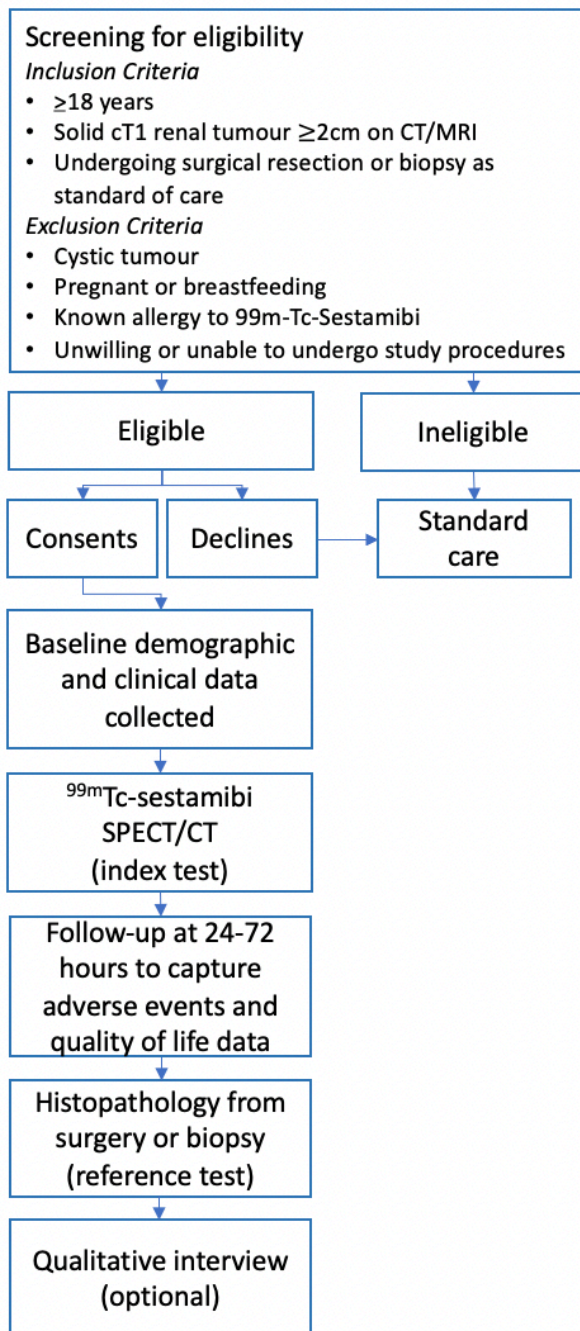 Screening for eligibility
Inclusion Criteria
• ≥18 years
• Solid cT1 renal tumour ≥2cm on CT/MRI
• Undergoing surgical resection or biopsy as
standard of care
Exclusion Criteria
• Cystic tumour
• Pregnant or breastfeeding
• Known allergy to 99m-Tc-Sestamibi
• Unwilling or unable to undergo study procedures
Eligible
Ineligible
Consents
Declines
Standard
care
Baseline demographic
and clinical data
collected
⁹⁹ᵐTc-sestamibi
SPECT/CT
(index test)
Follow-up at 24-72
hours to capture
adverse events and
quality of life data
Histopathology from
surgery or biopsy
(reference test)
Qualitative interview
(optional)